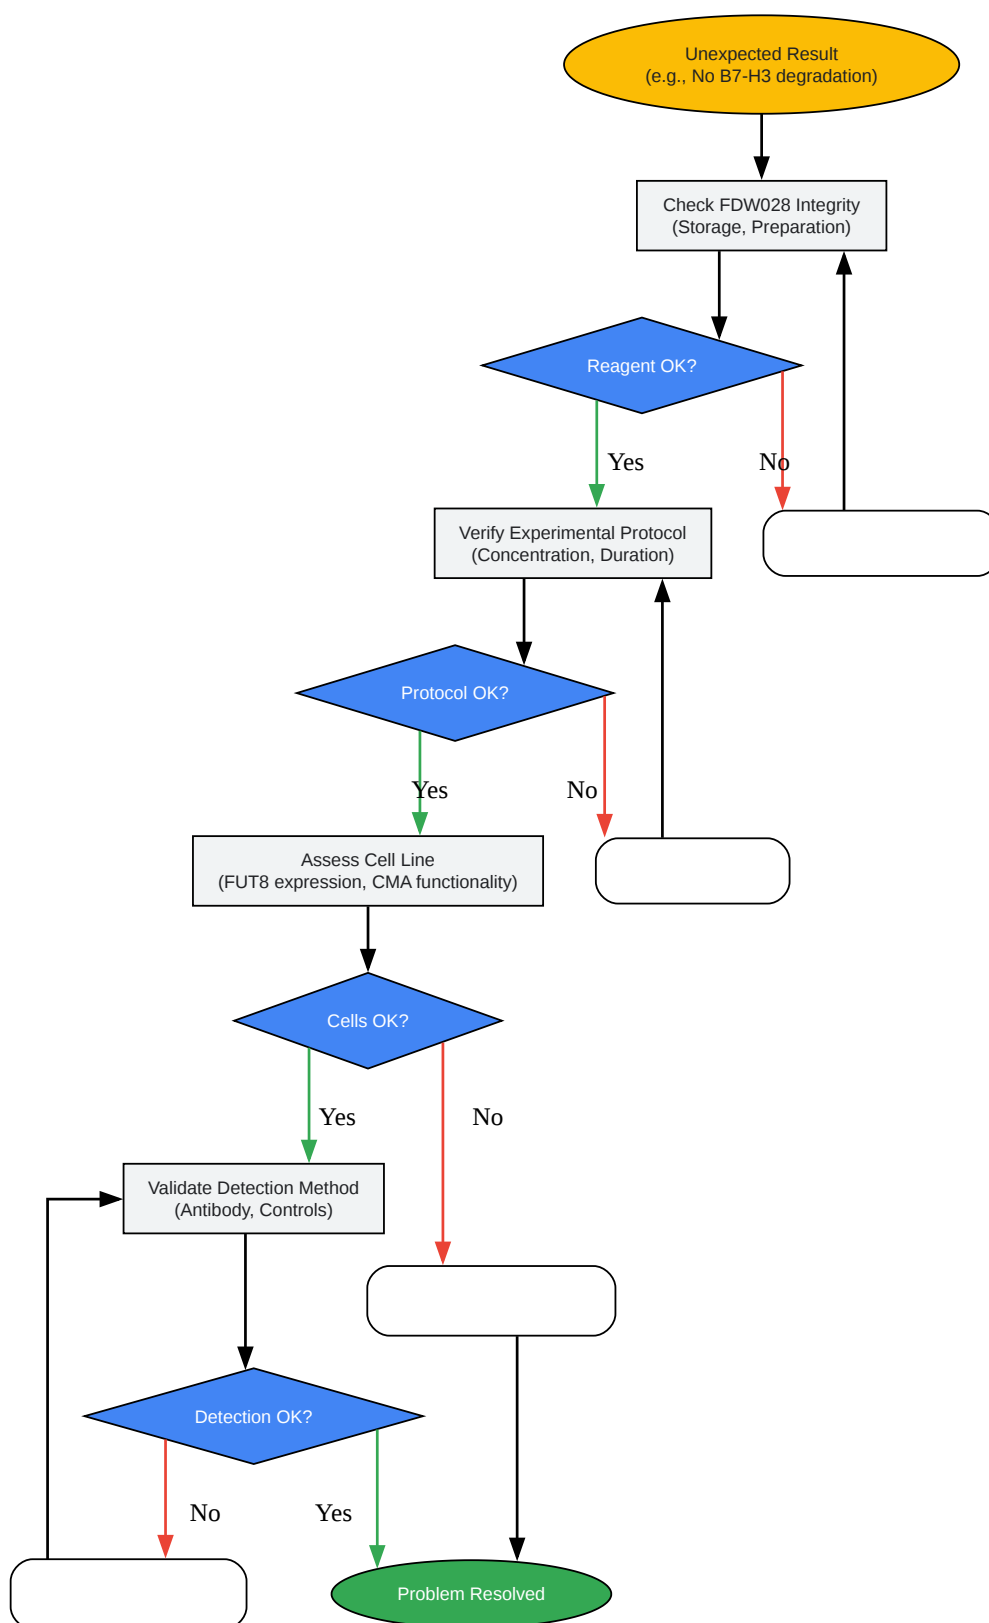 Unexpected Result
(e.g., No B7-H3 degradation)
Check FDW028 Integrity
(Storage, Preparation)
Reagent OK?
Yes
No
Verify Experimental Protocol
(Concentration, Duration)
Protocol OK?
Yes
No
Assess Cell Line
(FUT8 expression, CMA functionality)
Cells OK?
Yes
No
Validate Detection Method
(Antibody, Controls)
Detection OK?
No
Yes
Problem Resolved